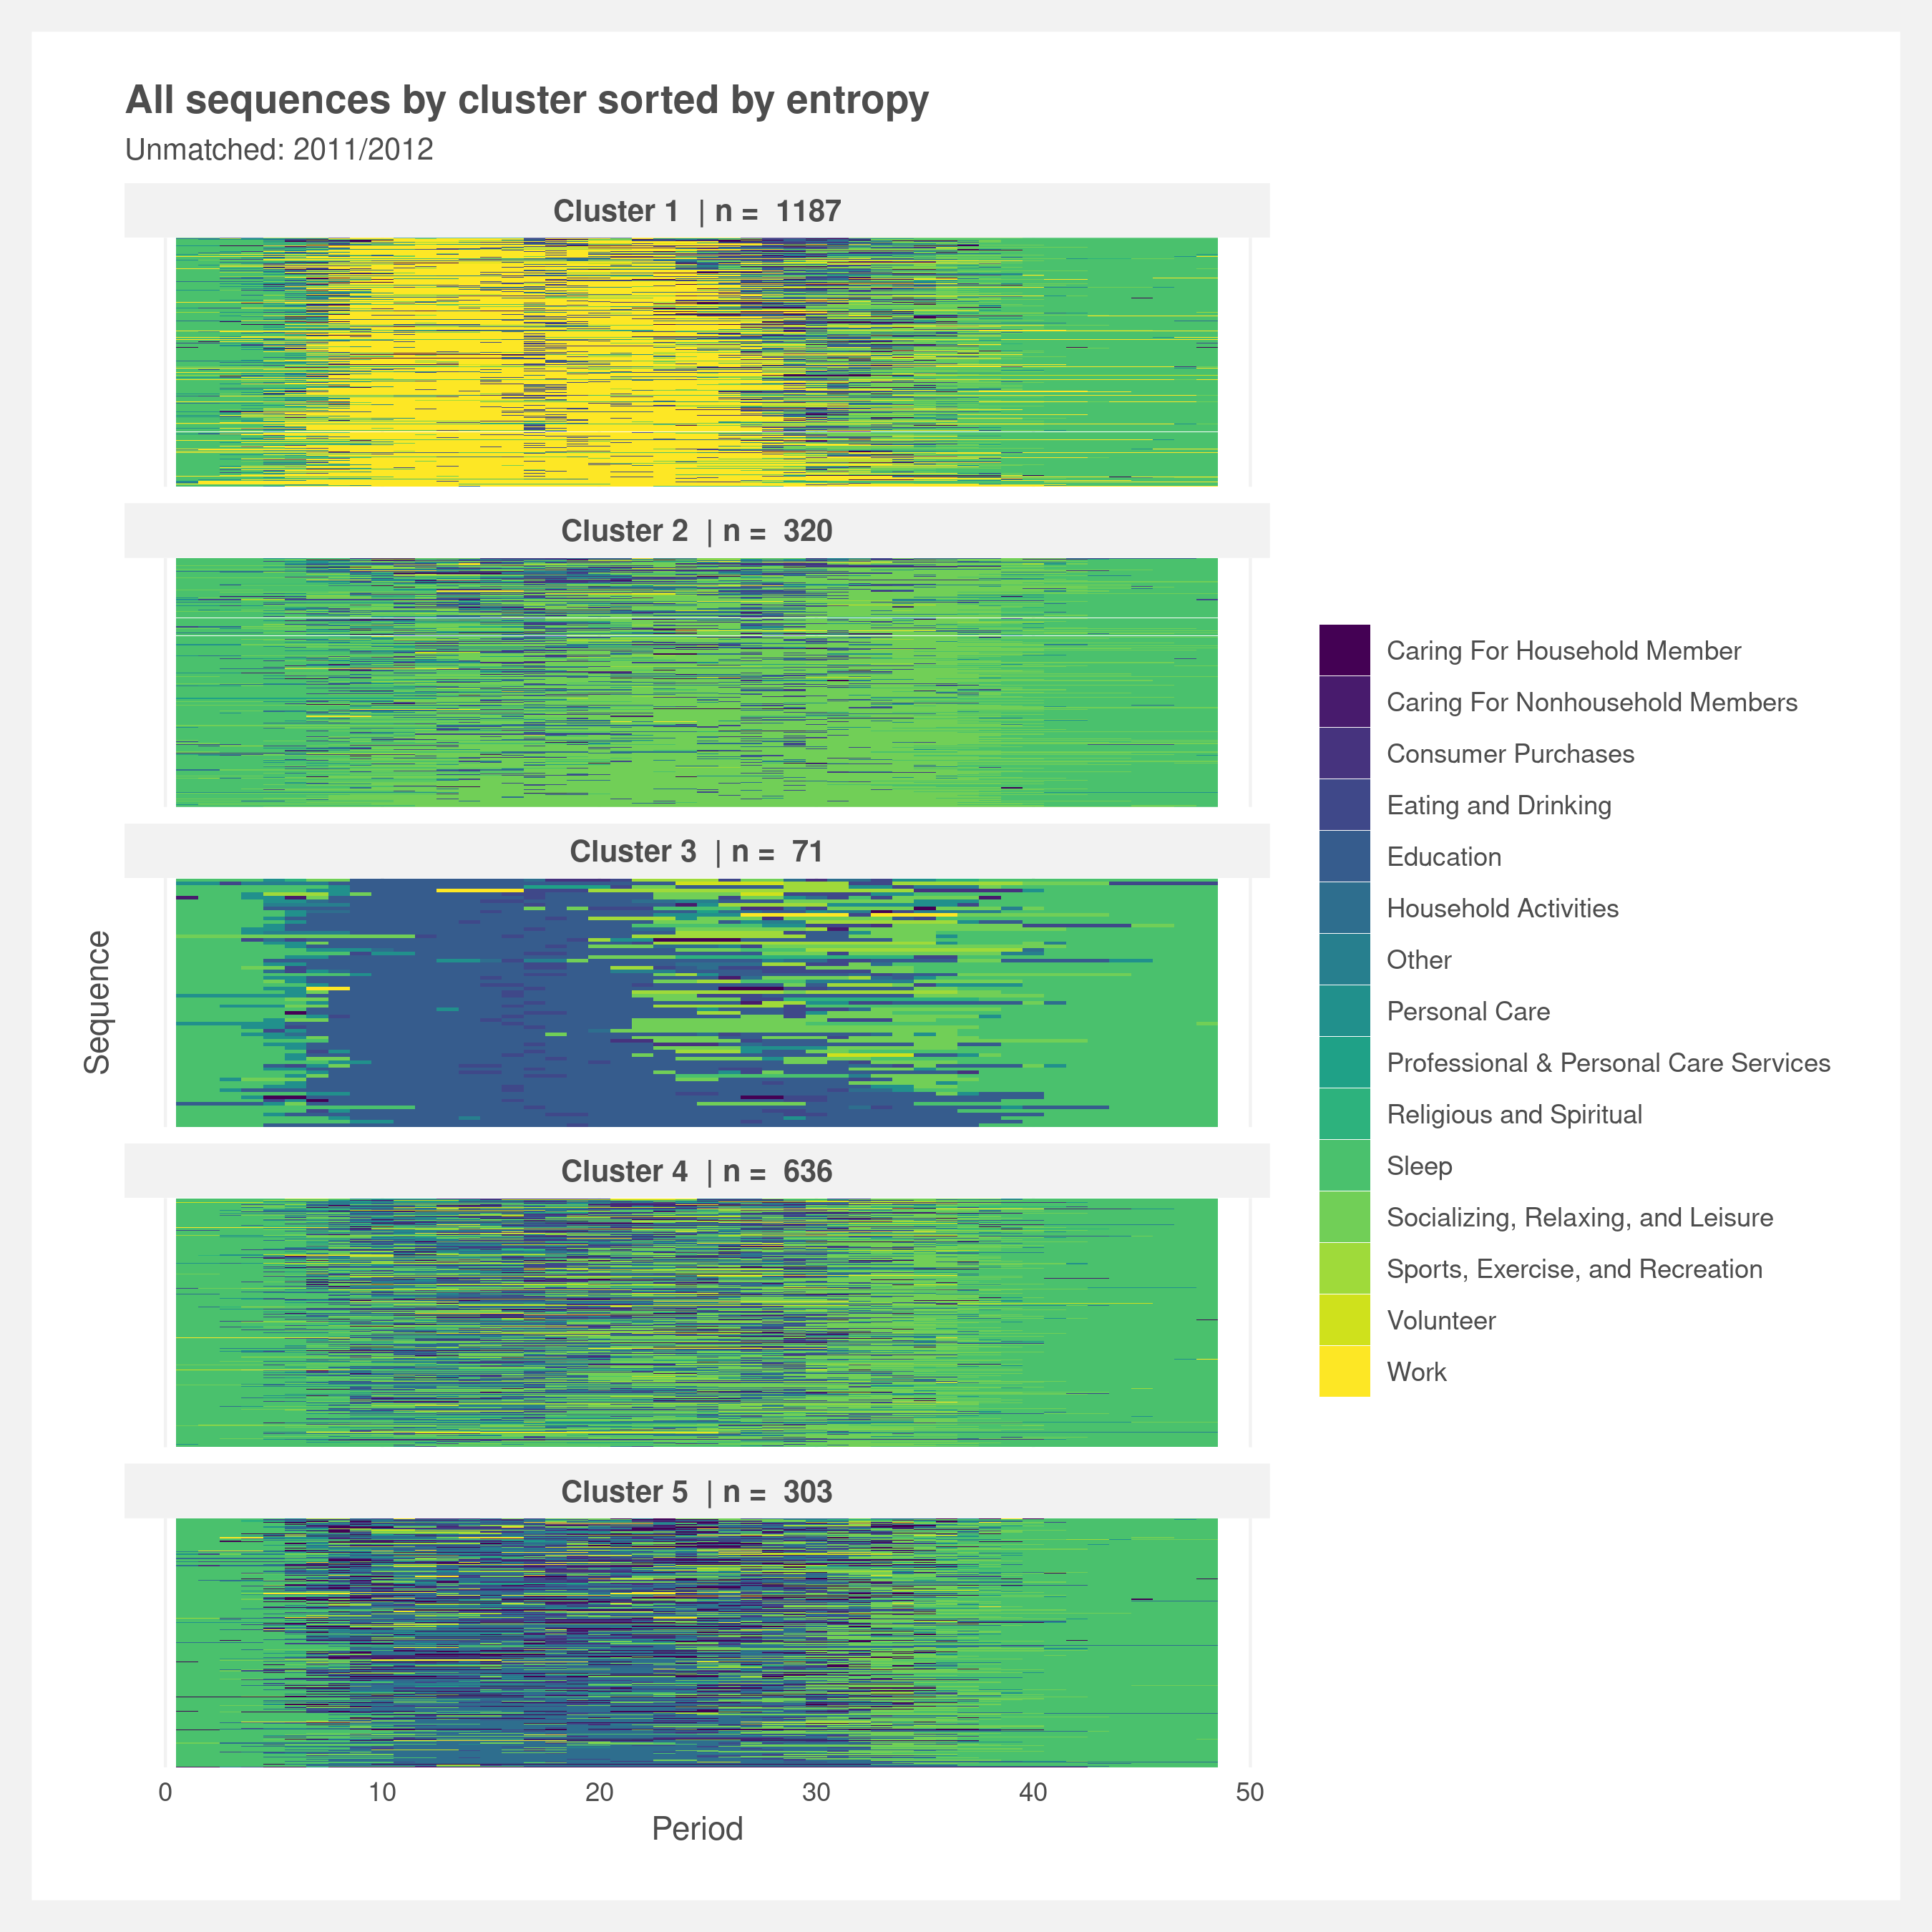 All sequences by cluster sorted by entropy
Unmatched: 2011/2012
Cluster 1 | n = 1187
Cluster 2 | n = 320
Cluster 3 | n = 71
Cluster 4 | n = 636
Cluster 5 | n = 303
Sequence
0 10 20 30 40 50
Period
Caring For Household Member
Caring For Nonhousehold Members
Consumer Purchases
Eating and Drinking
Education
Household Activities
Other
Personal Care
Professional & Personal Care Services
Religious and Spiritual
Sleep
Socializing, Relaxing, and Leisure
Sports, Exercise, and Recreation
Volunteer
Work